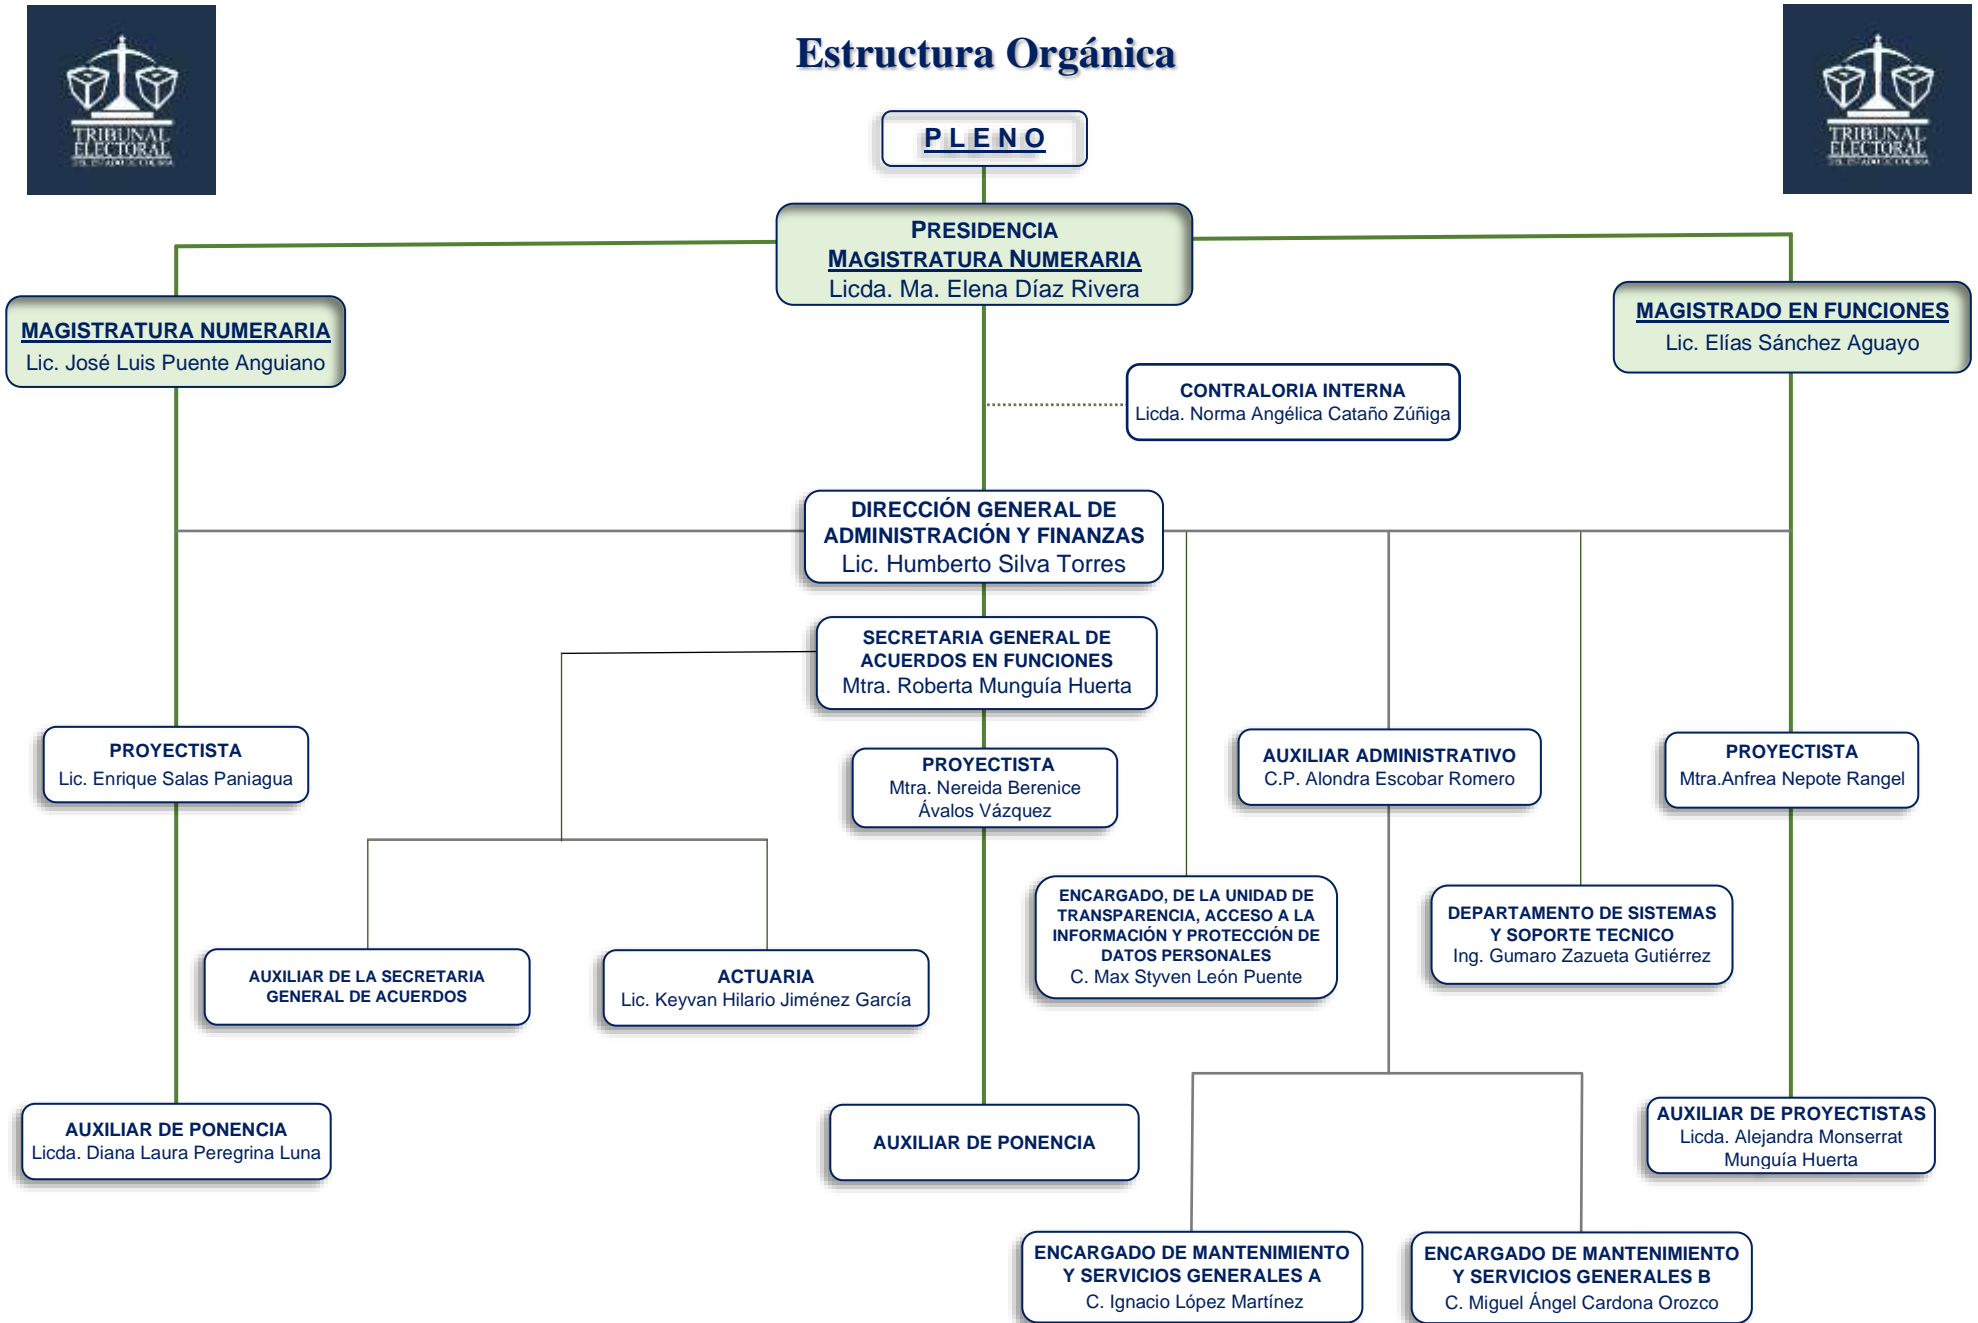 TRIBUNAL
ELECTORAL
Estructura Orgánica
TRIBUNAL
ELECTORAL
PLENO
PRESIDENCIA
MAGISTRATURA NUMERARIA
Licda. Ma. Elena Díaz Rivera
MAGISTRATURA NUMERARIA
Lic. José Luis Puente Anguiano
MAGISTRADO EN FUNCIONES
Lic. Elías Sánchez Aguayo
CONTRALORIA INTERNA
Licda. Norma Angélica Cataño Zúñiga
DIRECCIÓN GENERAL DE
ADMINISTRACIÓN Y FINANZAS
Lic. Humberto Silva Torres
SECRETARIA GENERAL DE
ACUERDOS EN FUNCIONES
Mtra. Roberta Munguía Huerta
PROYECTISTA
Lic. Enrique Salas Paniagua
PROYECTISTA
Mtra. Nereida Berenice
Ávalos Vázquez
AUXILIAR ADMINISTRATIVO
C.P. Alondra Escobar Romero
PROYECTISTA
Mtra.Anfrea Nepote Rangel
AUXILIAR DE LA SECRETARIA
GENERAL DE ACUERDOS
ACTUARIA
Lic. Keyvan Hilario Jiménez García
ENCARGADO, DE LA UNIDAD DE
TRANSPARENCIA, ACCESO A LA
INFORMACIÓN Y PROTECCIÓN DE
DATOS PERSONALES
C. Max Styven León Puente
DEPARTAMENTO DE SISTEMAS
Y SOPORTE TECNICO
Ing. Gumaro Zazueta Gutiérrez
AUXILIAR DE PONENCIA
Licda. Diana Laura Peregrina Luna
AUXILIAR DE PONENCIA
AUXILIAR DE PROYECTISTAS
Licda. Alejandra Monserrat
Munguía Huerta
ENCARGADO DE MANTENIMIENTO
Y SERVICIOS GENERALES A
C. Ignacio López Martínez
ENCARGADO DE MANTENIMIENTO
Y SERVICIOS GENERALES B
C. Miguel Ángel Cardona Orozco